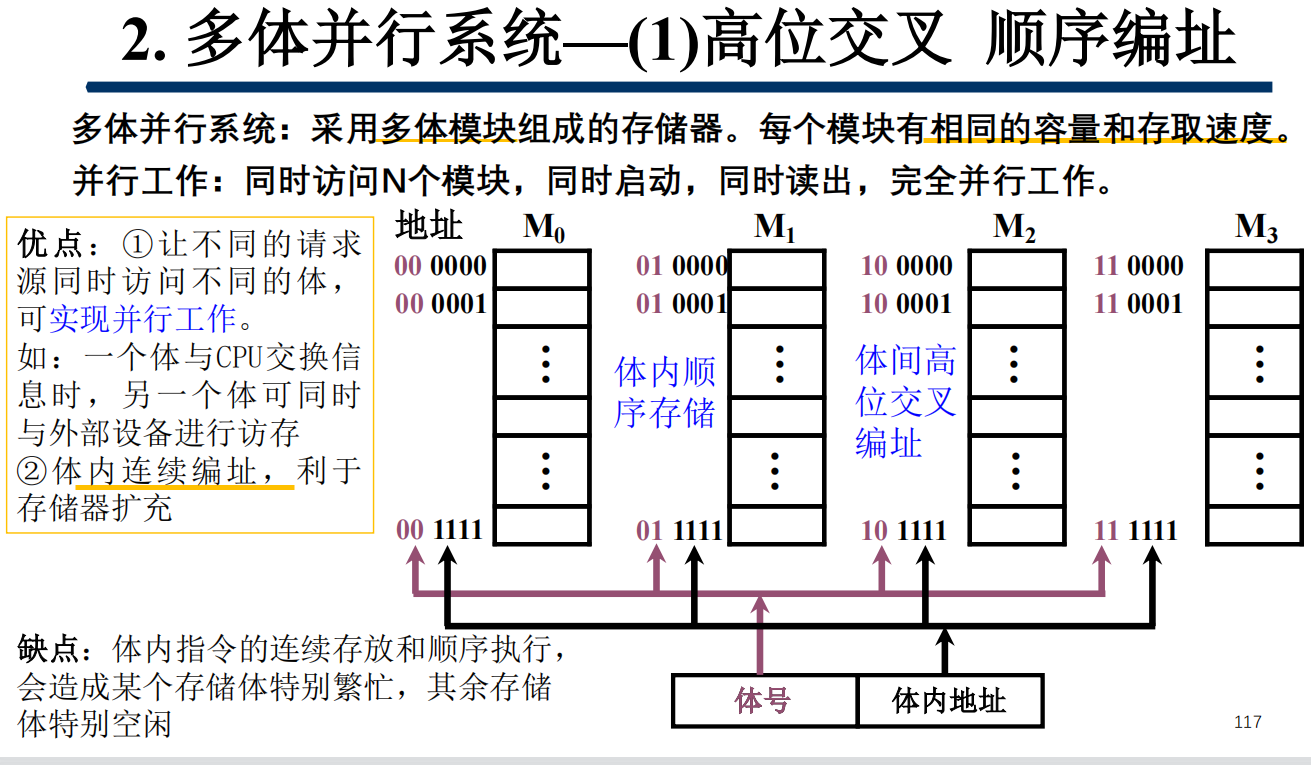 2. 多体并行系统—(1)高位交叉 顺序编址
多体并行系统：采用多体模块组成的存储器。每个模块有相同的容量和存取速度。
并行工作：同时访问N个模块，同时启动，同时读出，完全并行工作。
优点：①让不同的请求
源同时访问不同的体，
可实现并行工作。
如：一个体与CPU交换信
息时，另一个体可同时
与外部设备进行访存
②体内连续编址，利于
存储器扩充
地址 M0 M1 M2 M3
00 0000 01 0000 10 0000 11 0000
00 0001 01 0001 10 0001 11 0001
体内顺
序存储
体间高
位交叉
编址
00 1111 01 1111 10 1111 11 1111
缺点：体内指令的连续存放和顺序执行，
会造成某个存储体特别繁忙，其余存储
体特别空闲
体号 体内地址
117